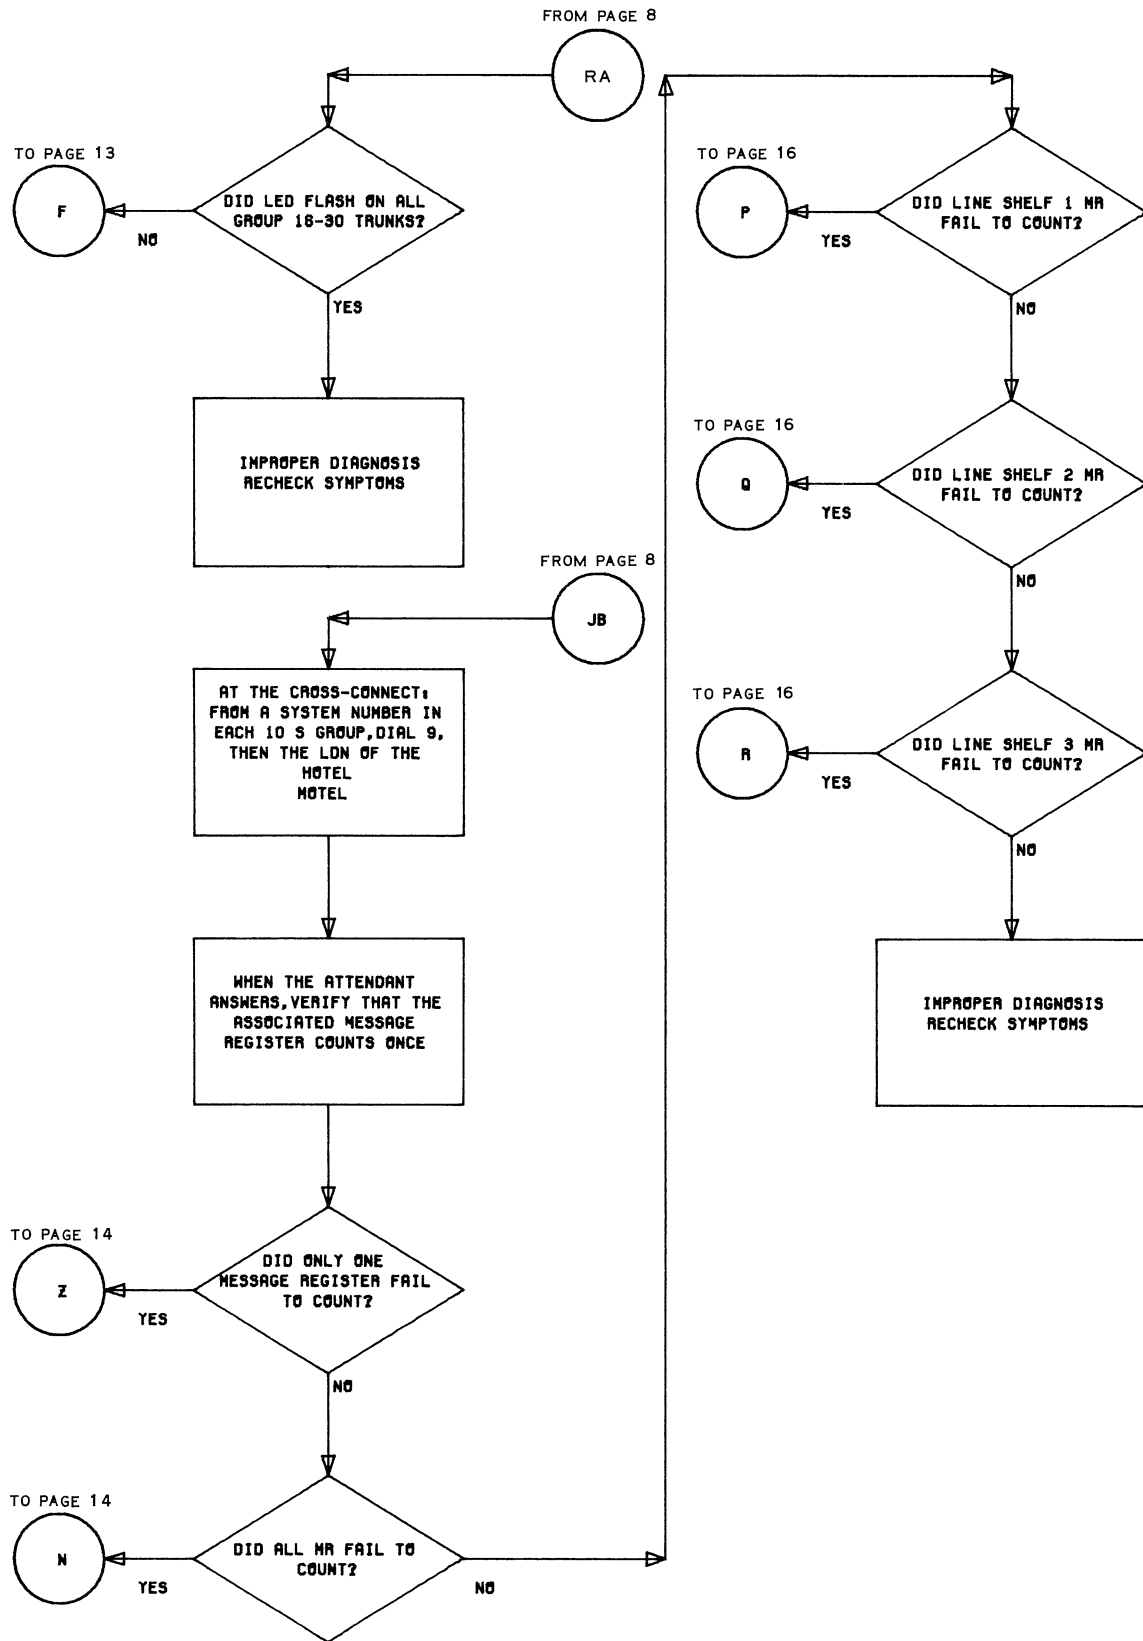 FROM PAGE 8
RA
TO PAGE 13
F
NO
DID LED FLASH ON ALL
GROUP 16-30 TRUNKS?
YES
IMPROPER DIAGNOSIS
RECHECK SYMPTOMS
FROM PAGE 8
JB
AT THE CROSS-CONNECT:
FROM A SYSTEM NUMBER IN
EACH 10 S GROUP,DIAL 9,
THEN THE LDN OF THE
HOTEL
MOTEL
WHEN THE ATTENDANT
ANSWERS,VERIFY THAT THE
ASSOCIATED MESSAGE
REGISTER COUNTS ONCE
TO PAGE 14
Z
YES
DID ONLY ONE
MESSAGE REGISTER FAIL
TO COUNT?
NO
TO PAGE 14
N
YES
DID ALL MR FAIL TO
COUNT?
NO
TO PAGE 16
P
YES
DID LINE SHELF 1 MR
FAIL TO COUNT?
NO
TO PAGE 16
Q
YES
DID LINE SHELF 2 MR
FAIL TO COUNT?
NO
TO PAGE 16
R
YES
DID LINE SHELF 3 MR
FAIL TO COUNT?
NO
IMPROPER DIAGNOSIS
RECHECK SYMPTOMS